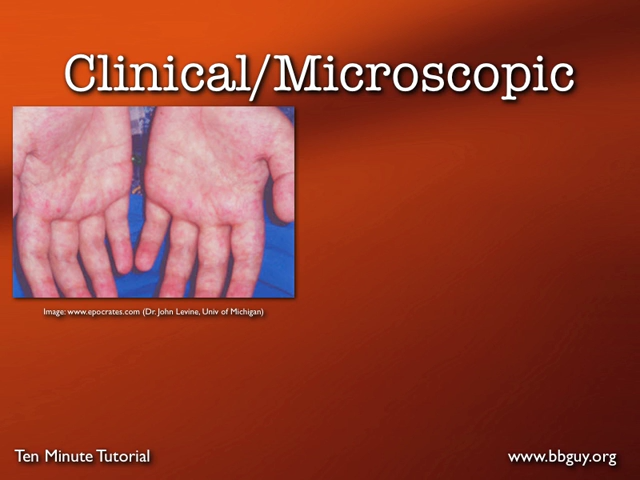 Clinical/Microscopic
Image: www.epocrates.com (Dr. John Levine, Univ of Michigan)
Ten Minute Tutorial
www.bbguy.org